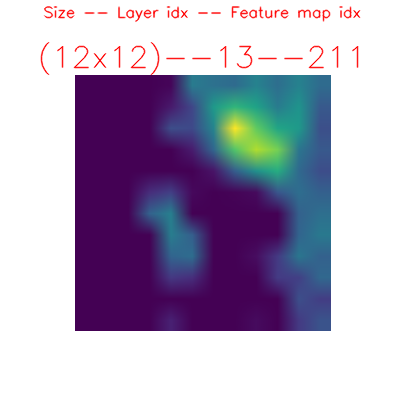 Size -- Layer idx -- Feature map idx
(12x12)--13--211